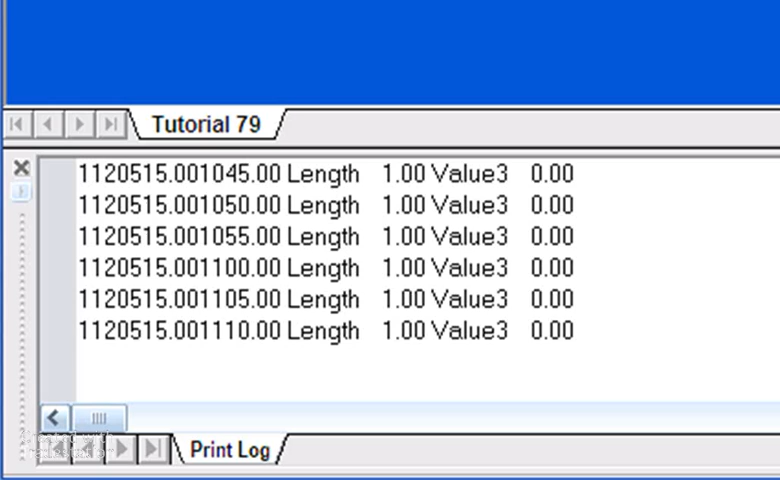 Tutorial 79
1120515.001045.00 Length 1.00 Value3 0.00
1120515.001050.00 Length 1.00 Value3 0.00
1120515.001055.00 Length 1.00 Value3 0.00
1120515.001100.00 Length 1.00 Value3 0.00
1120515.001105.00 Length 1.00 Value3 0.00
1120515.001110.00 Length 1.00 Value3 0.00
Print Log